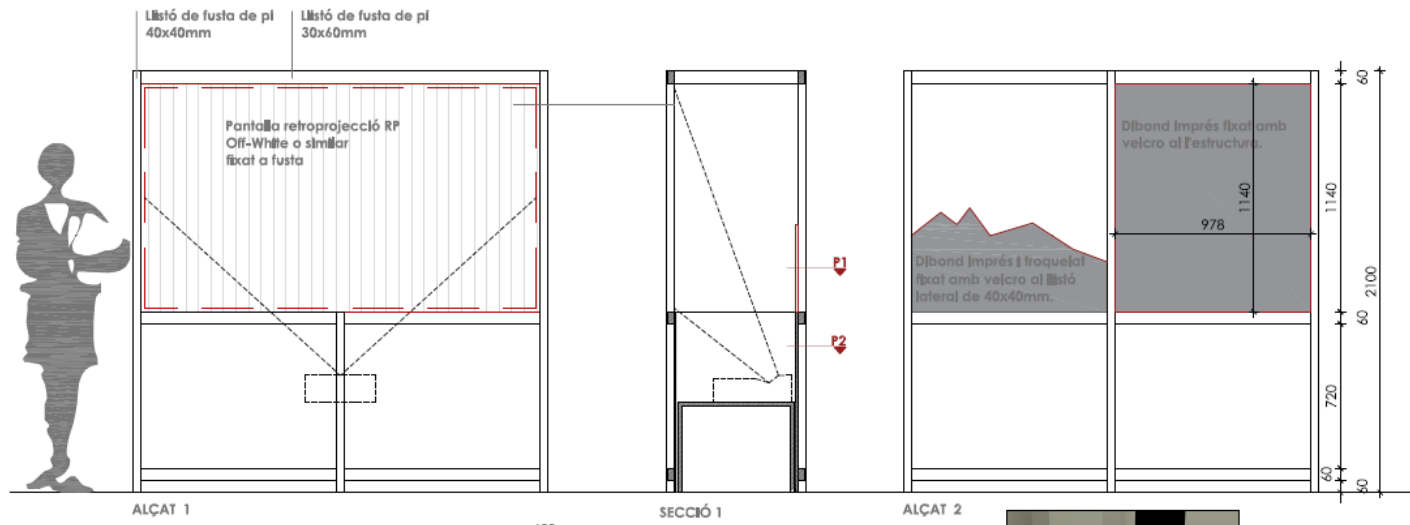 Llistó de fusta de pi
40x40mm
Llistó de fusta de pi
30x60mm
Pantalla retroprojecció RP
Off-White o similar
fixat a fusta
P1
P2
Dibond imprés i troquelat
fixat amb velcro al llistó
lateral de 40x40mm.
Dibond imprés fixat amb
velcro al l'estructura.
1140
978
60
1140
2100
60
720
60
60
ALÇAT 1
SECCIÓ 1
ALÇAT 2